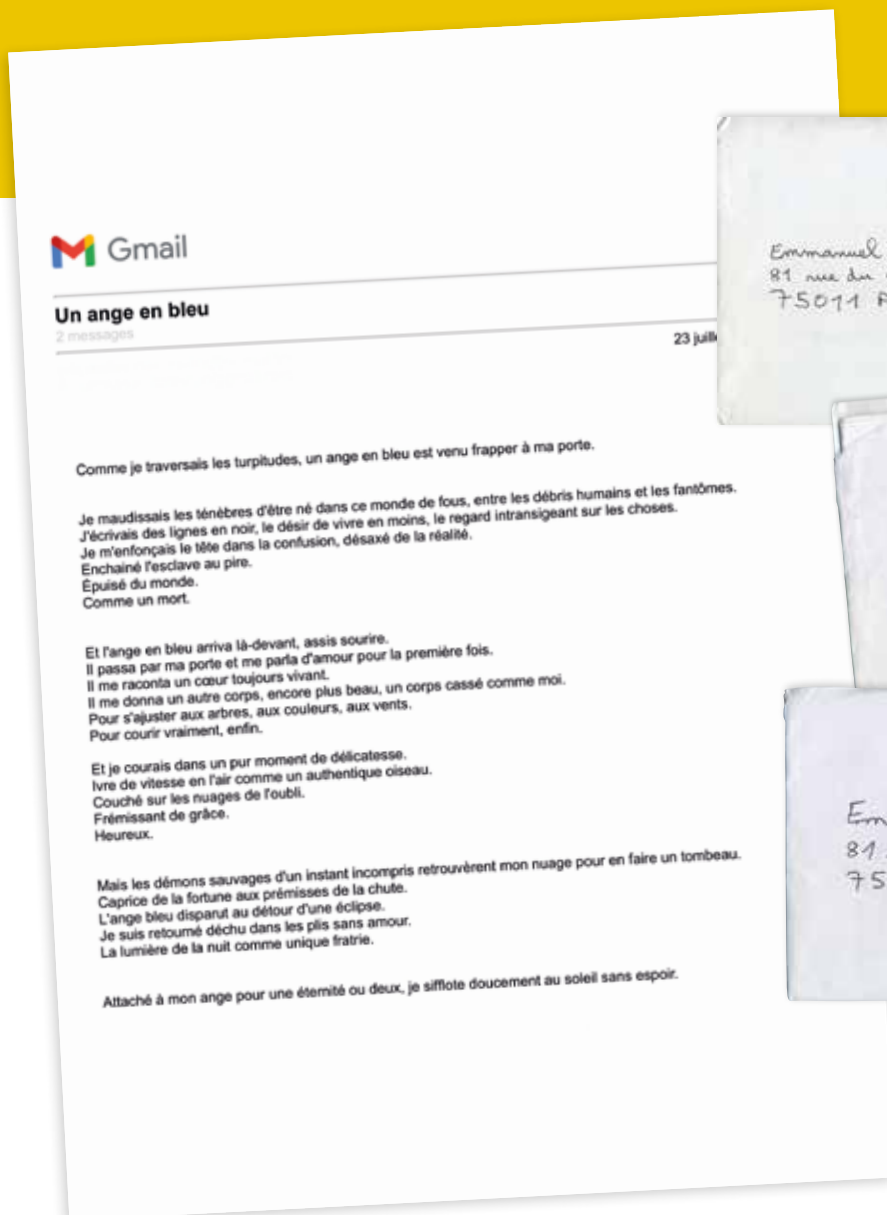 Gmail
Un ange en bleu
2 messages
23 juill
Comme je traversais les turpitudes, un ange en bleu est venu frapper à ma porte.
Je maudissais les ténèbres d'être né dans ce monde de fous, entre les débris humains et les fantômes.
J'écrivais des lignes en noir, le désir de vivre en moins, le regard intransigeant sur les choses.
Je m'enfonçais le tête dans la confusion, désaxé de la réalité.
Enchainé l'esclave au pire.
Épuisé du monde.
Comme un mort.
Et l'ange en bleu arriva là-devant, assis sourire.
Il passa par ma porte et me parla d'amour pour la première fois.
Il me raconta un cœur toujours vivant.
Il me donna un autre corps, encore plus beau, un corps cassé comme moi.
Pour s'ajuster aux arbres, aux couleurs, aux vents.
Pour courir vraiment, enfin.
Et je courais dans un pur moment de délicatesse.
Ivre de vitesse en l'air comme un authentique oiseau.
Couché sur les nuages de l'oubli.
Frémissant de grâce.
Heureux.
Mais les démons sauvages d'un instant incompris retrouvèrent mon nuage pour en faire un tombeau.
Caprice de la fortune aux prémisses de la chute.
L'ange bleu disparut au détour d'une éclipse.
Je suis retourné déchu dans les plis sans amour.
La lumière de la nuit comme unique fratrie.
Attaché à mon ange pour une éternité ou deux, je sifflote doucement au soleil sans espoir.
Emmanuel
81 rue du
75011 P
Em
81
75